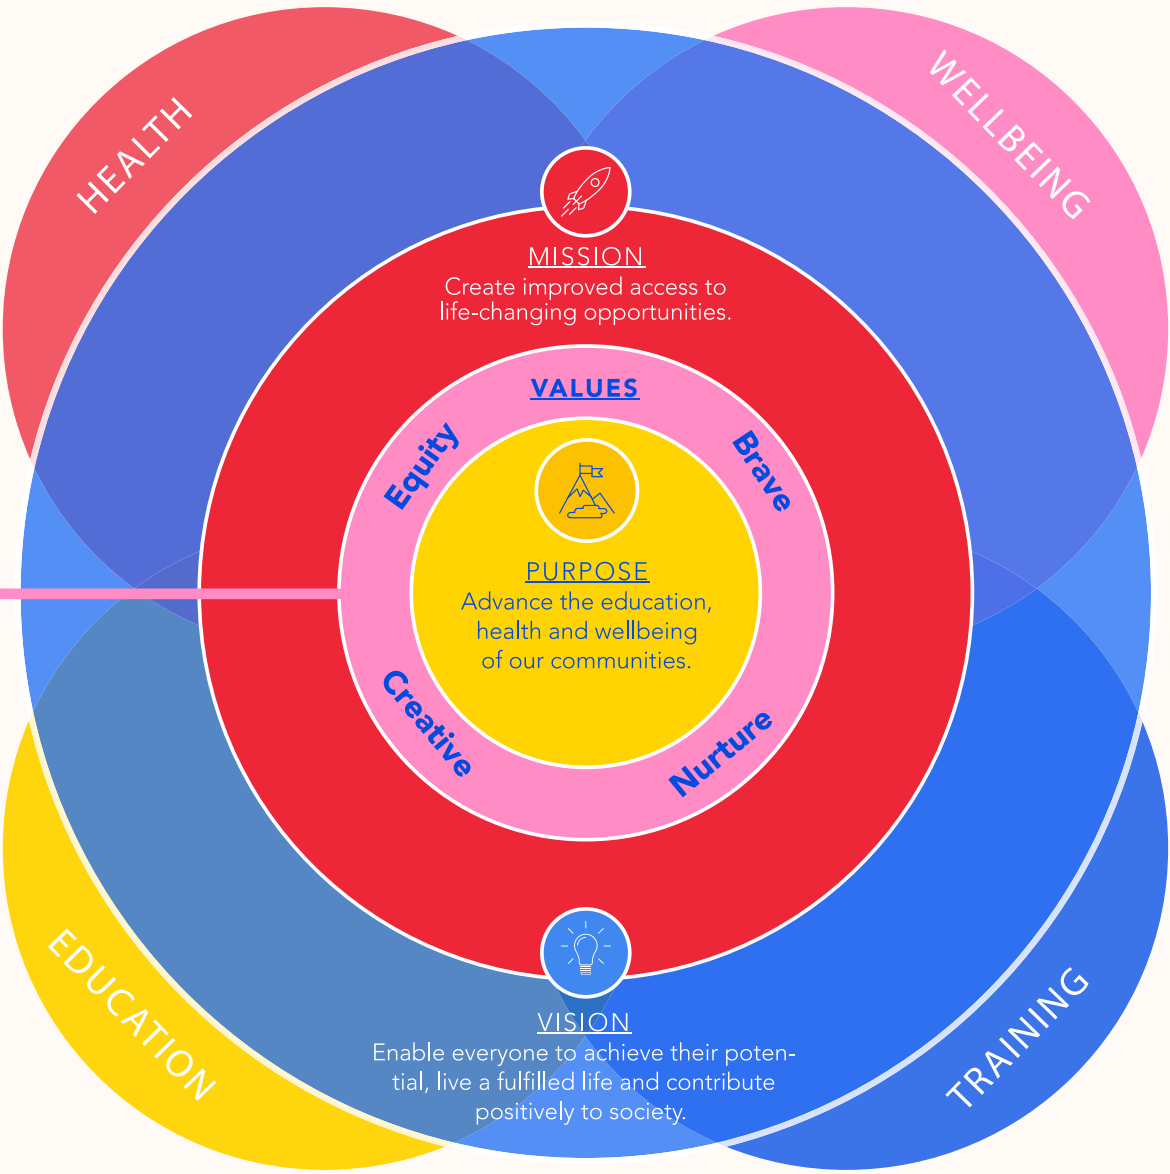 HEALTH
WELLBEING
MISSION
Create improved access to
life-changing opportunities.
VALUES
Equity
Brave
PURPOSE
Advance the education,
health and wellbeing
of our communities.
Creative
Nurture
EDUCATION
TRAINING
VISION
Enable everyone to achieve their poten-
tial, live a fulfilled life and contribute
positively to society.